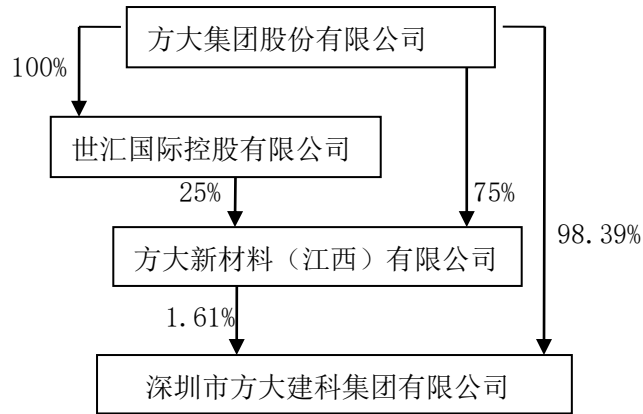 方大集团股份有限公司
100%
世汇国际控股有限公司
25%
75%
98.39%
方大新材料（江西）有限公司
1.61%
深圳市方大建科集团有限公司